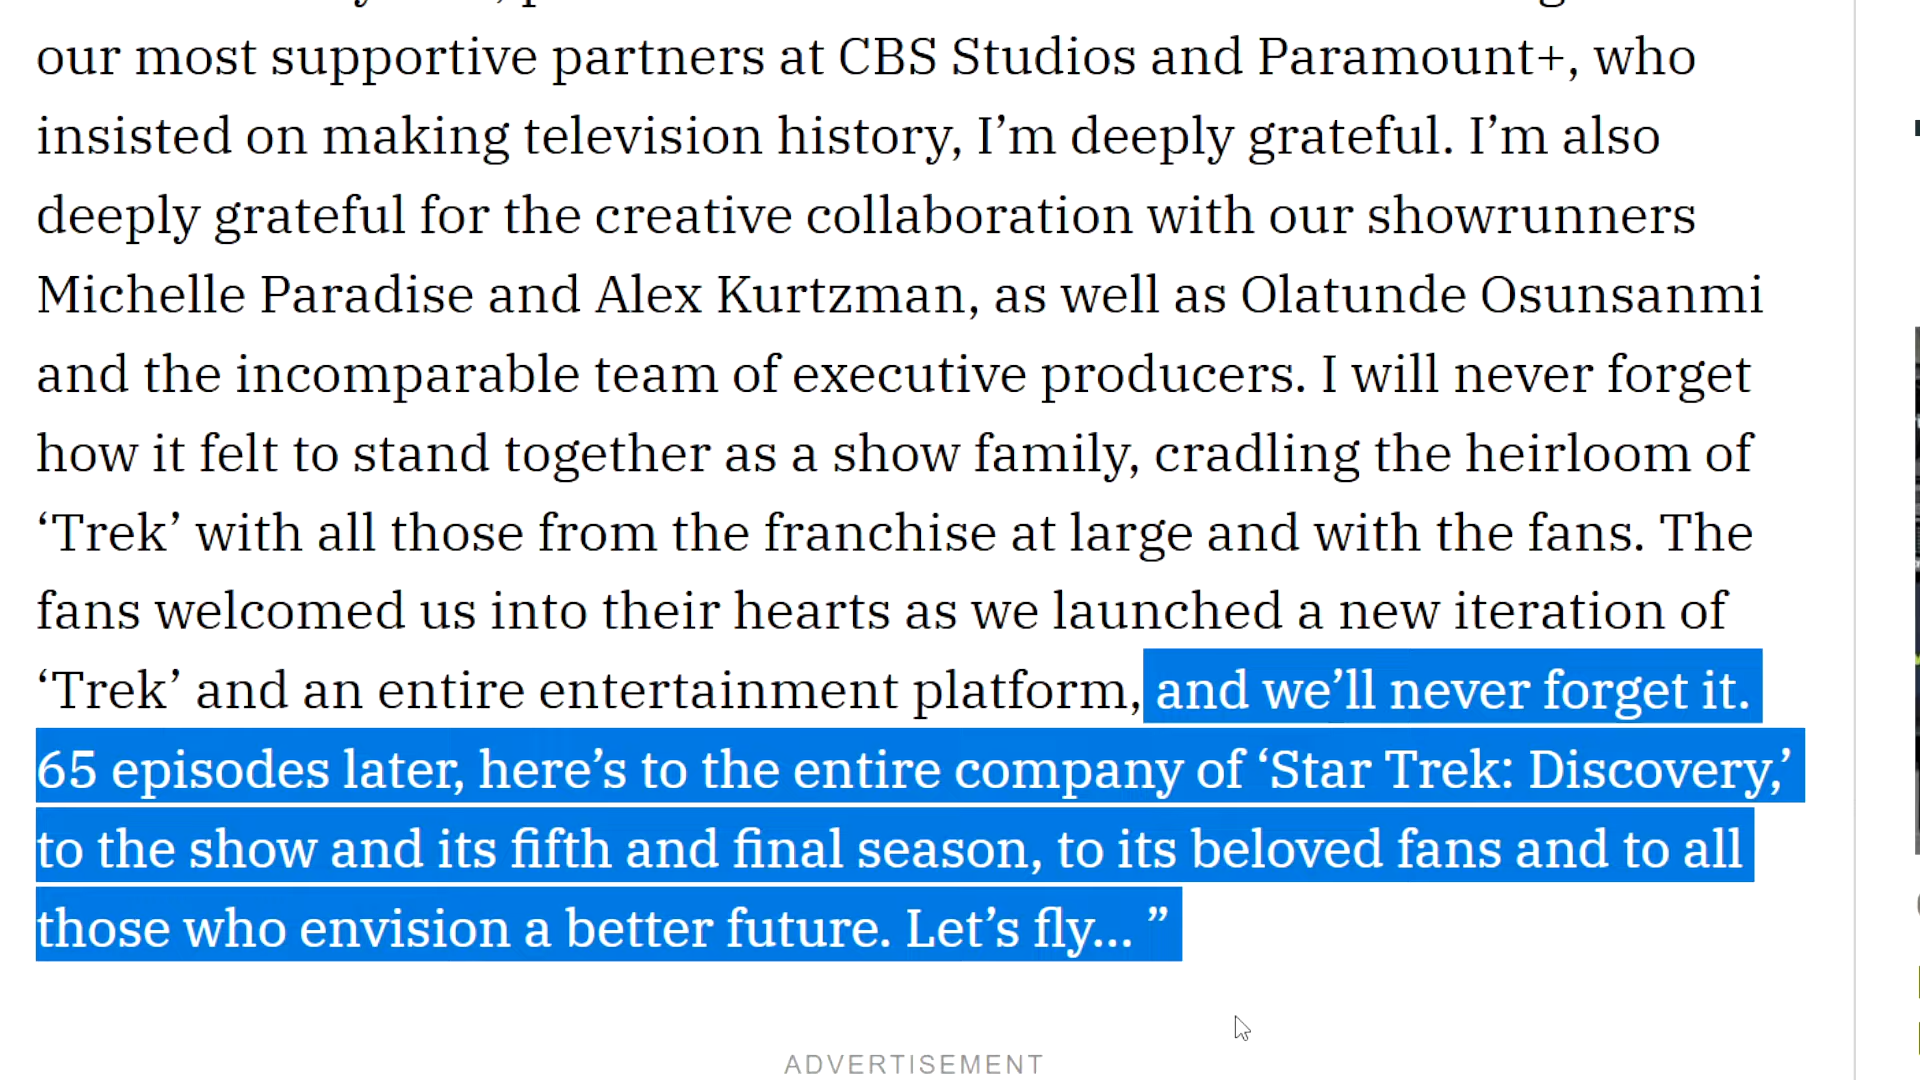 our most supportive partners at CBS Studios and Paramount+, who
insisted on making television history, I’m deeply grateful. I’m also
deeply grateful for the creative collaboration with our showrunners
Michelle Paradise and Alex Kurtzman, as well as Olatunde Osunsanmi
and the incomparable team of executive producers. I will never forget
how it felt to stand together as a show family, cradling the heirloom of
‘Trek’ with all those from the franchise at large and with the fans. The
fans welcomed us into their hearts as we launched a new iteration of
‘Trek’ and an entire entertainment platform, and we’ll never forget it.
65 episodes later, here’s to the entire company of ‘Star Trek: Discovery,’
to the show and its fifth and final season, to its beloved fans and to all
those who envision a better future. Let’s fly… ”
ADVERTISEMENT